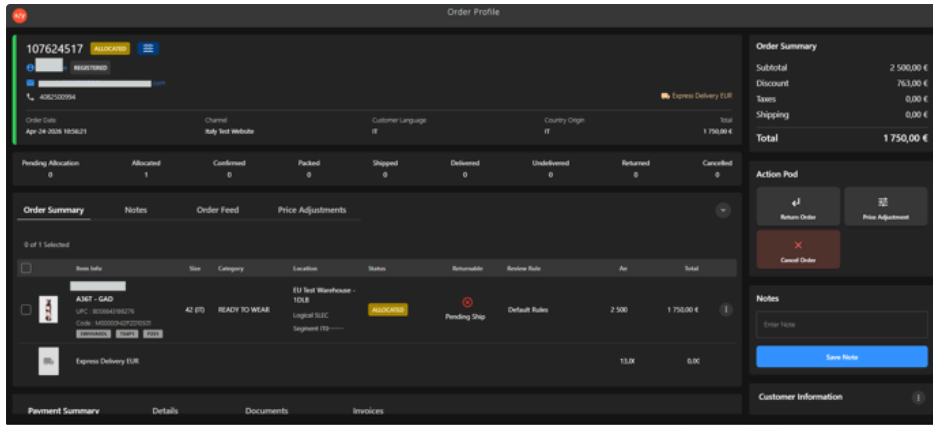 Order Profile
107624517 ALLOCATED
REGISTERED
.com
4082500994
Express Delivery EUR
Order Date Channel Customer Language Country Origin Total
Apr-24-2026 10:56:21 Italy Test Website IT IT 1 750,00 €
Pending Allocation Allocated Confirmed Packed Shipped Delivered Undelivered Returned Cancelled
0 1 0 0 0 0 0 0 0
Order Summary Notes Order Feed Price Adjustments
0 of 1 Selected
Item Info Size Category Location Status Returnable Review Rule Total
A36T - GAD
UPC : 
Code : 
42 (IT) READY TO WEAR
EU Test Warehouse -
1DLB
Logical SLEC
Segment
ALLOCATED
Pending Ship
Default Rules 2 500 1 750,00 €
Express Delivery EUR 0,00
Payment Summary Details Documents Invoices
Order Summary
Subtotal 2 500,00 €
Discount 763,00 €
Taxes 0,00 €
Shipping 0,00 €
Total 1 750,00 €
Action Pod
Return Order Price Adjustment
Cancel Order
Notes
Enter Note
Save Note
Customer Information